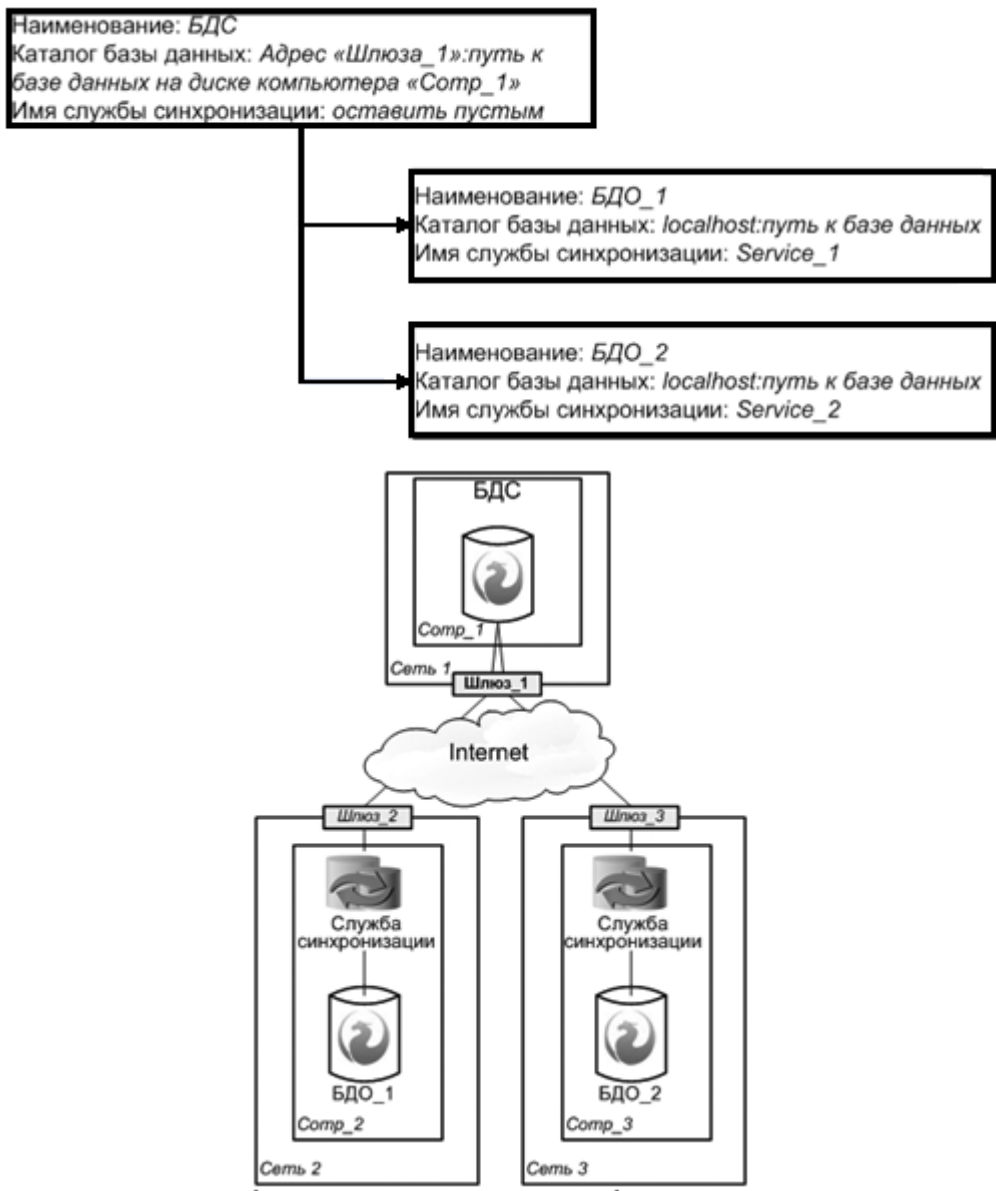 Наименование: БДС
Каталог базы данных: Адрес «Шлюза_1»:путь к
базе данных на диске компьютера «Comp_1»
Имя службы синхронизации: оставить пустым
Наименование: БДО_1
Каталог базы данных: localhost:путь к базе данных
Имя службы синхронизации: Service_1
Наименование: БДО_2
Каталог базы данных: localhost:путь к базе данных
Имя службы синхронизации: Service_2
БДС
Comp_1
Сеть 1
Шлюз_1
Internet
Шлюз_2
Служба
синхронизации
БДО_1
Comp_2
Сеть 2
Шлюз_3
Служба
синхронизации
БДО_2
Comp_3
Сеть 3